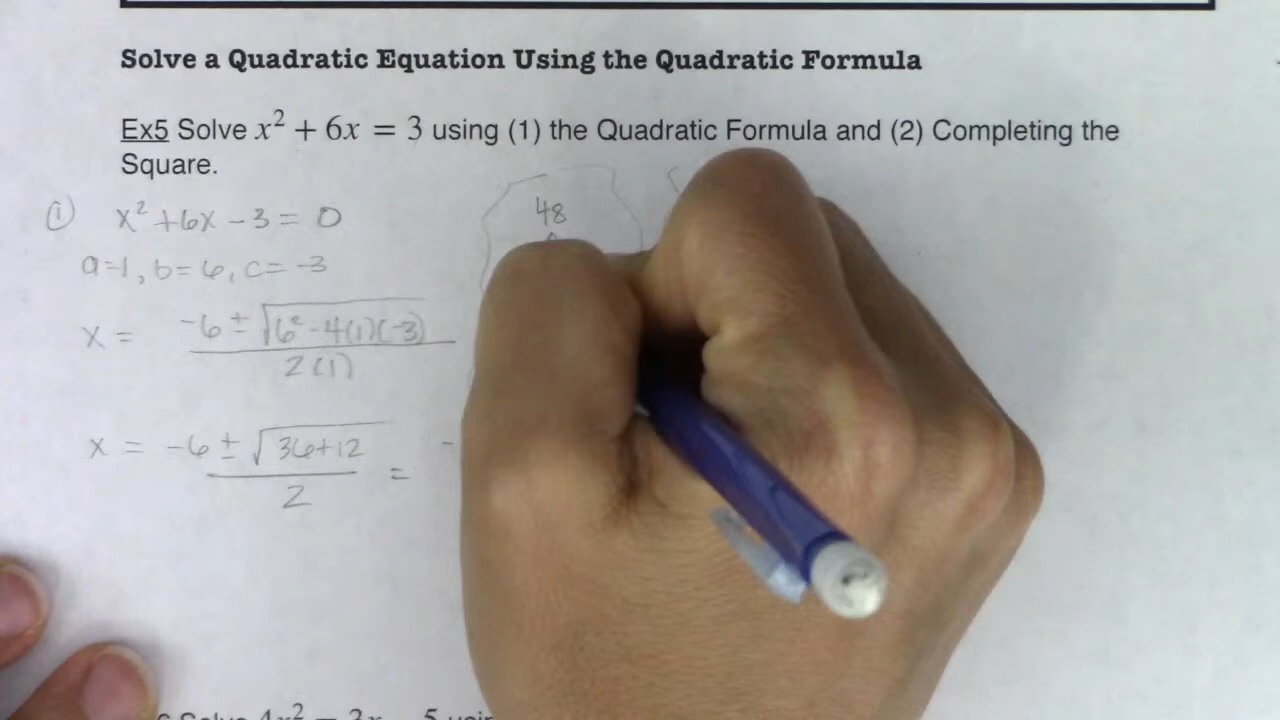 Solve a Quadratic Equation Using the Quadratic Formula
Ex5 Solve x² + 6x = 3 using (1) the Quadratic Formula and (2) Completing the
Square.
① x² + 6x - 3 = 0
48
a=1, b=6, c=-3
x = -6 ± √(6² - 4(1)(-3)) / 2(1)
x = -6 ± √(36+12) / 2 = -
Solve 4x²